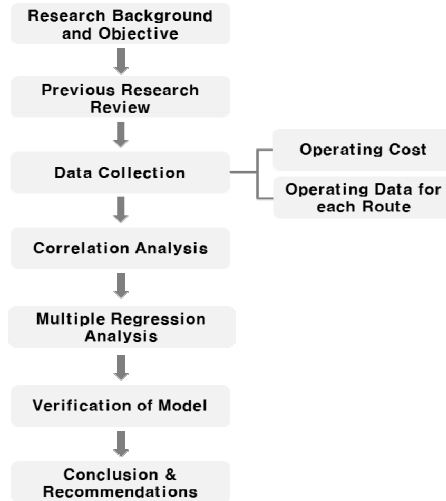 Research Background
and Objective
Previous Research
Review
Data Collection
Operating Cost
Operating Data for
each Route
Correlation Analysis
Multiple Regression
Analysis
Verification of Model
Conclusion &
Recommendations